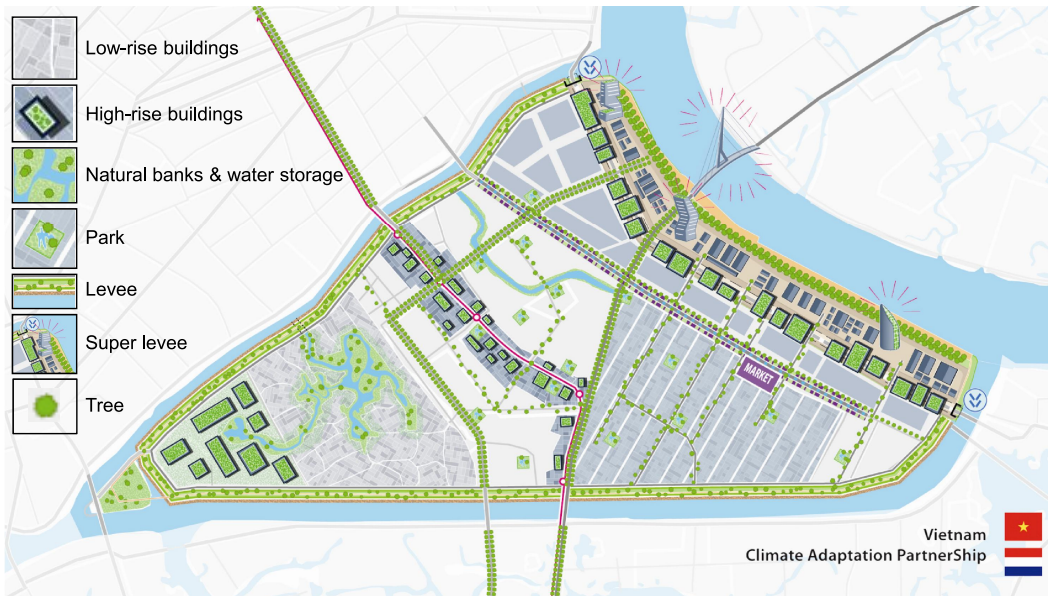 Low-rise buildings
High-rise buildings
Natural banks & water storage
Park
Levee
Super levee
Tree
MARKET
Vietnam
Climate Adaptation PartnerShip